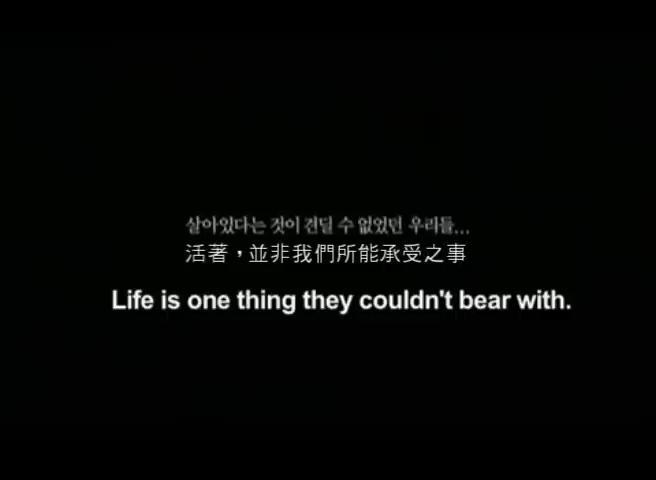 살아있다는 것이 견딜 수 없었던 우리들...
活著，並非我們所能承受之事
Life is one thing they couldn't bear with.